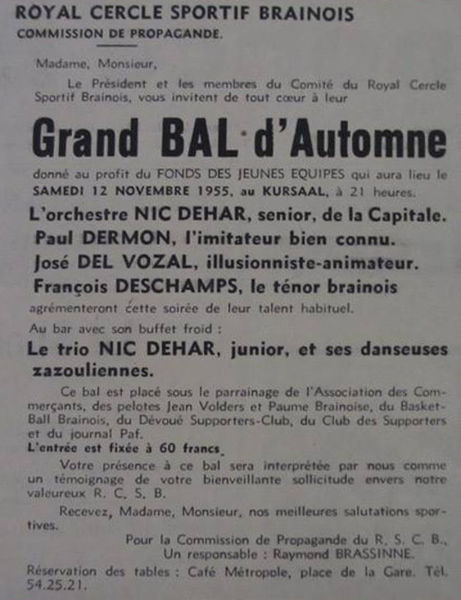 ROYAL CERCLE SPORTIF BRAINOIS
COMMISSION DE PROPAGANDE.
Madame, Monsieur,
Le Président et les membres du Comité du Royal Cercle
Sportif Brainois, vous invitent de tout cœur à leur
Grand BAL d'Automne
donné au profit du FONDS DES JEUNES EQUIPES qui aura lieu le
SAMEDI 12 NOVEMBRE 1955, au KURSAAL, à 21 heures.
L'orchestre NIC DEHAR, senior, de la Capitale.
Paul DERMON, l'imitateur bien connu.
José DEL VOZAL, illusionniste-animateur.
François DESCHAMPS, le ténor brainois
agrémenteront cette soirée de leur talent habituel.
Au bar avec son buffet froid :
Le trio NIC DEHAR, junior, et ses danseuses
zazouliennes.
Ce bal est placé sous le parrainage de l'Association des Com-
merçants, des pelotes Jean Volders et Paume Brainoise, du Basket-
Ball Brainois, du Dévoué Supporters-Club, du Club des Supporters
et du journal Paf.
L'entrée est fixée à 60 francs.
Votre présence à ce bal sera interprétée par nous comme
un témoignage de votre bienveillante sollicitude envers notre
valeureux R. C. S. B.
Recevez, Madame, Monsieur, nos meilleures salutations spor-
tives.
Pour la Commission de Propagande du R. S. C. B.,
Un responsable : Raymond BRASSINNE.
Réservation des tables : Café Métropole, place de la Gare. Tél.
54.25.21.